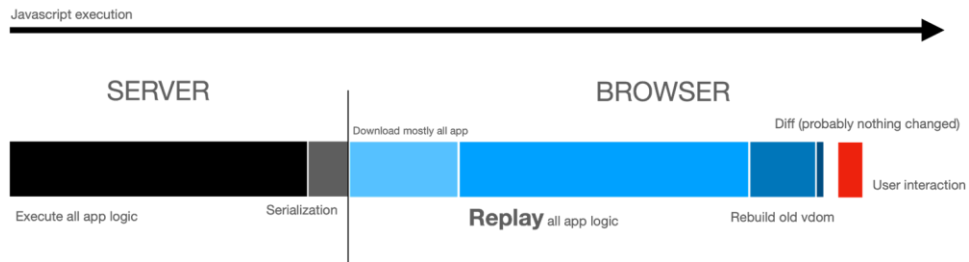 Javascript execution
SERVER
BROWSER
Download mostly all app
Diff (probably nothing changed)
User interaction
Execute all app logic
Serialization
Replay all app logic
Rebuild old vdom